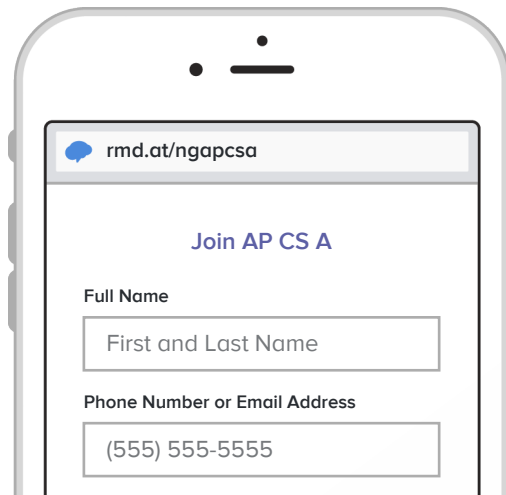 rmd.at/ngapcsa
Join AP CS A
Full Name
First and Last Name
Phone Number or Email Address
(555) 555-5555